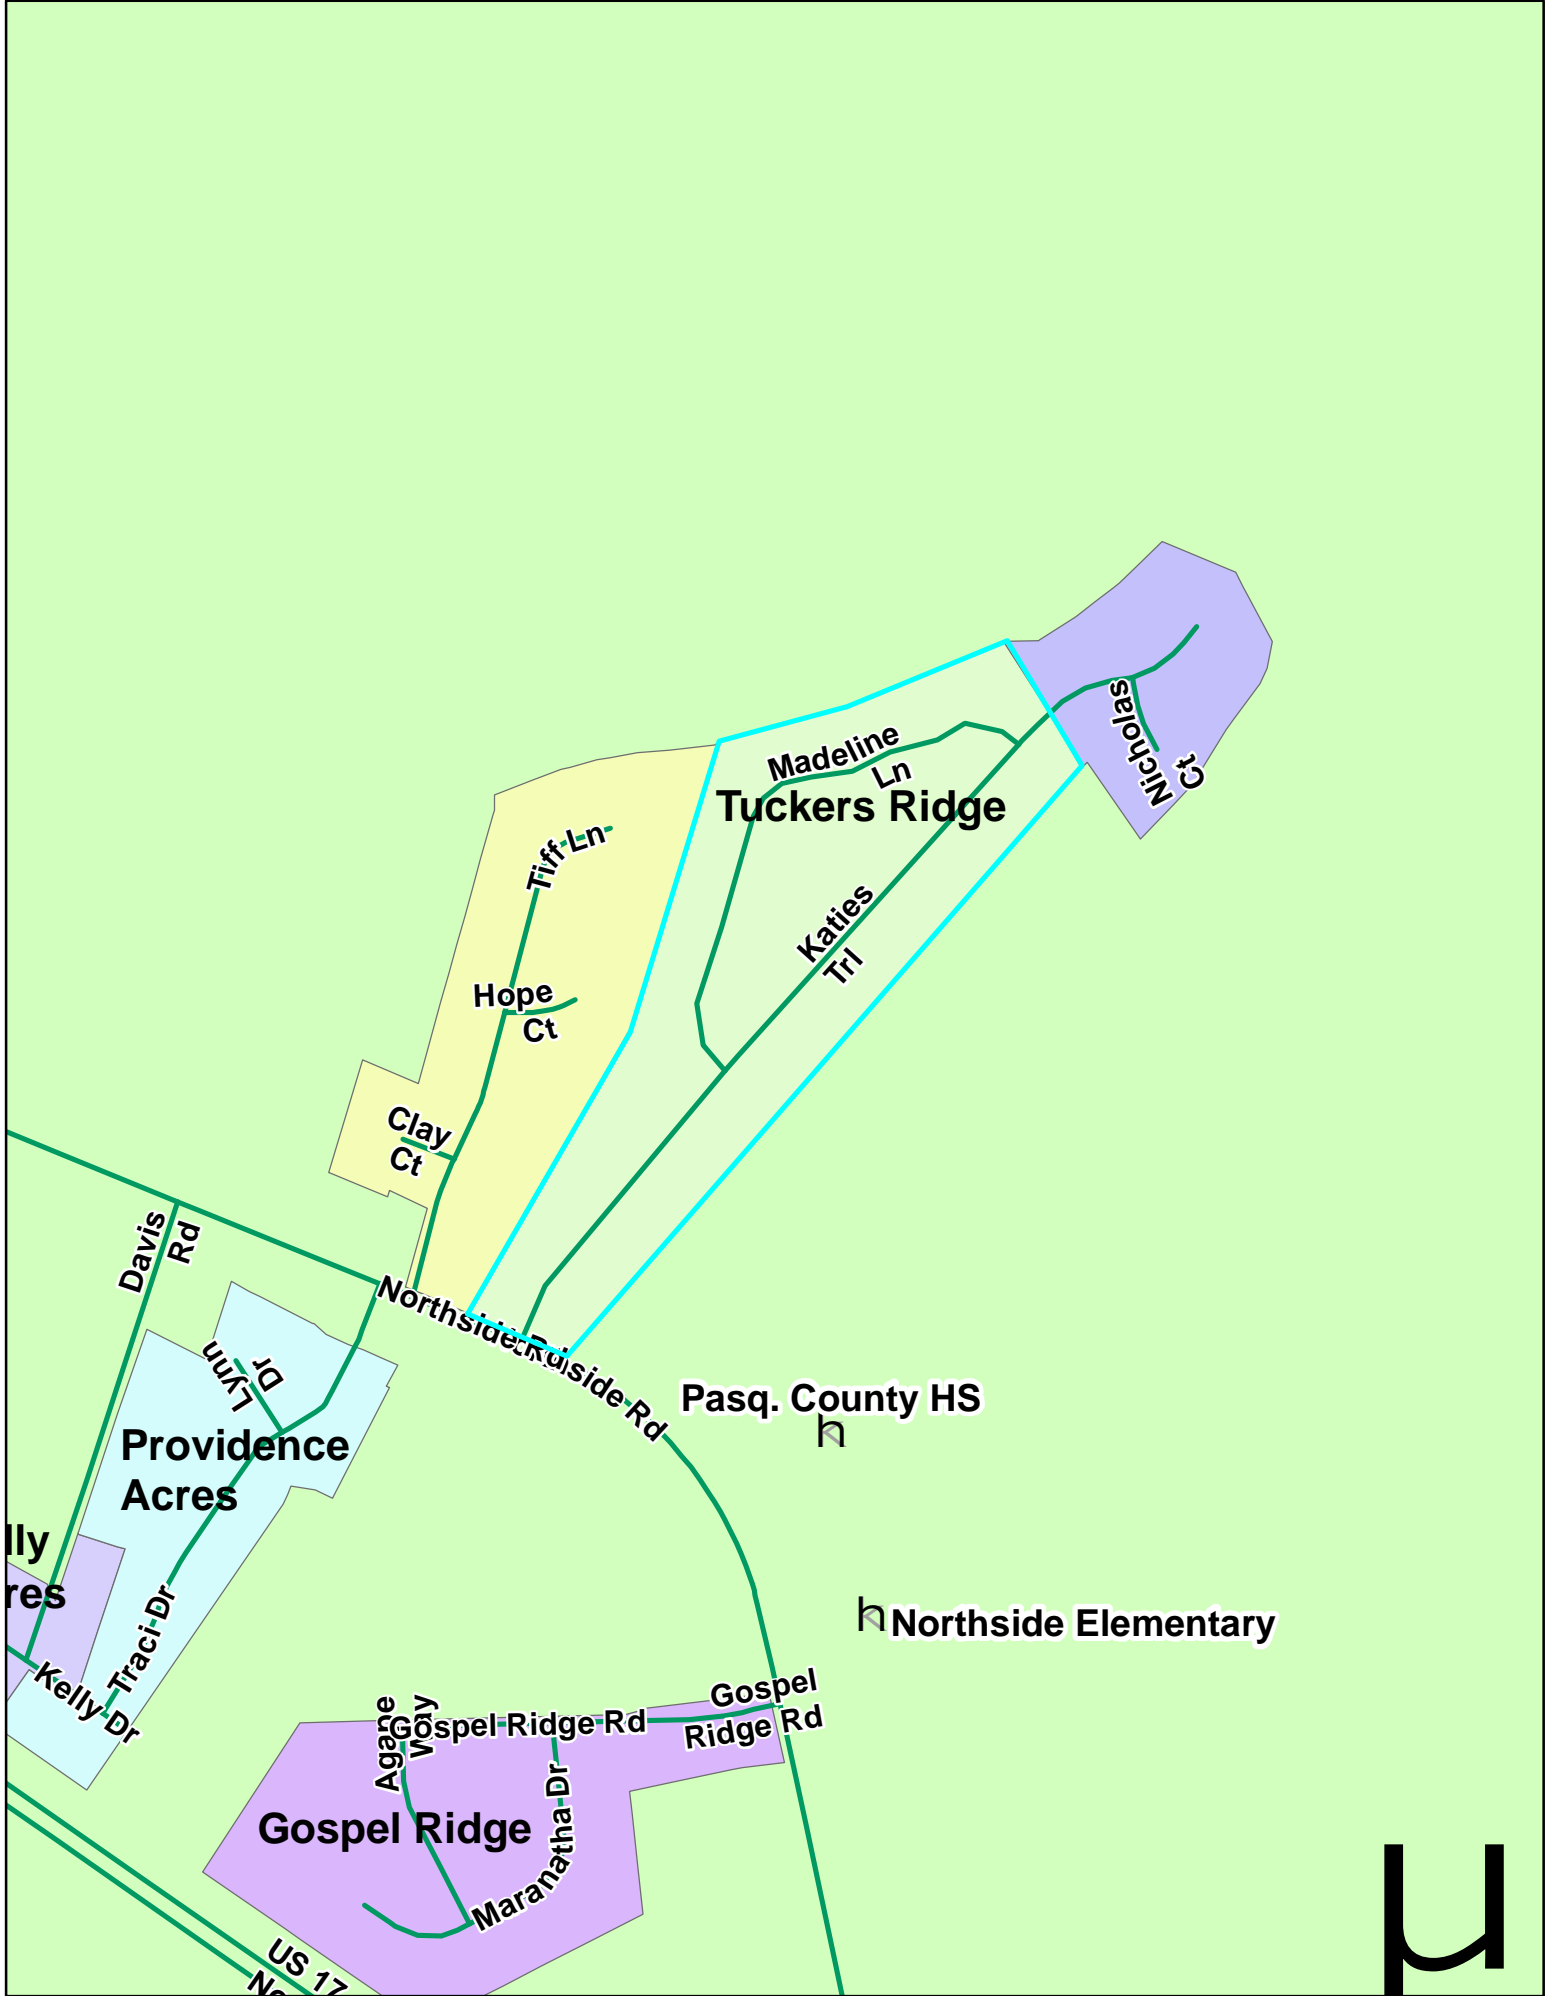 Madeline
Ln
Tuckers Ridge
Nicholas
Ct
Tiff Ln
Katies
Trl
Hope
Ct
Clay
Ct
Davis
Rd
Northside Rd
side Rd
Lynn
Dr
Pasq. County HS
h
Providence
Acres
lly
res
h
Northside Elementary
Traci Dr
Kelly Dr
Agape
Way
Gospel Ridge Rd
Gospel
Ridge Rd
Maranatha Dr
Gospel Ridge
US 17
No
µ